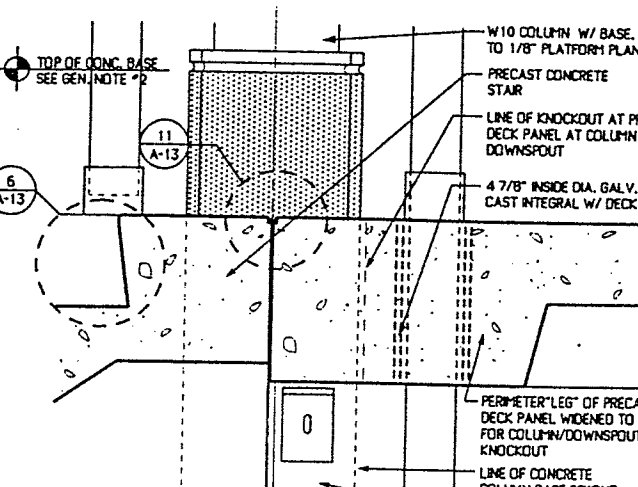 W10 COLUMN W/ BASE,
TO 1/8" PLATFORM PLAN
TOP OF CONC. BASE
SEE GEN. NOTE #2
PRECAST CONCRETE
STAIR
LINE OF KNOCKOUT AT
DECK PANEL AT COLUMN
DOWNSPOUT
11
A-13
6
A-13
4 7/8" INSIDE DIA. GALV.
CAST INTEGRAL W/ DECK
PERIMETER "LEG" OF PRECA
DECK PANEL WIDENED TO
FOR COLUMN/DOWNSPOUT
KNOCKOUT
LINE OF CONCRETE